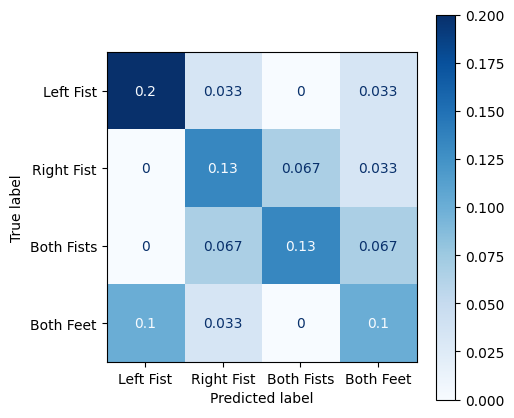 Left Fist 0.2 0.033 0 0.033
Right Fist 0 0.13 0.067 0.033
Both Fists 0 0.067 0.13 0.067
Both Feet 0.1 0.033 0 0.1
Left Fist Right Fist Both Fists Both Feet
Predicted label
True label
0.200
0.175
0.150
0.125
0.100
0.075
0.050
0.025
0.000